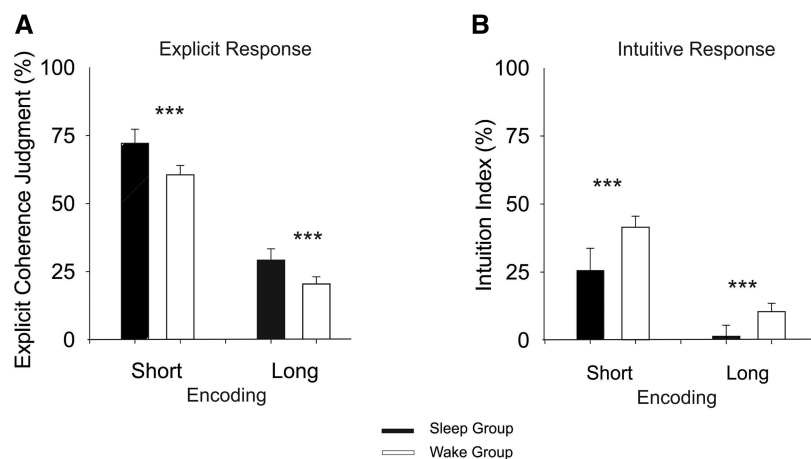 A
Explicit Response
Explicit Coherence Judgment (%)
100
75
50
25
0
***
***
Short
Long
Encoding
B
Intuitive Response
Intuition Index (%)
100
75
50
25
0
***
***
Short
Long
Encoding
Sleep Group
Wake Group